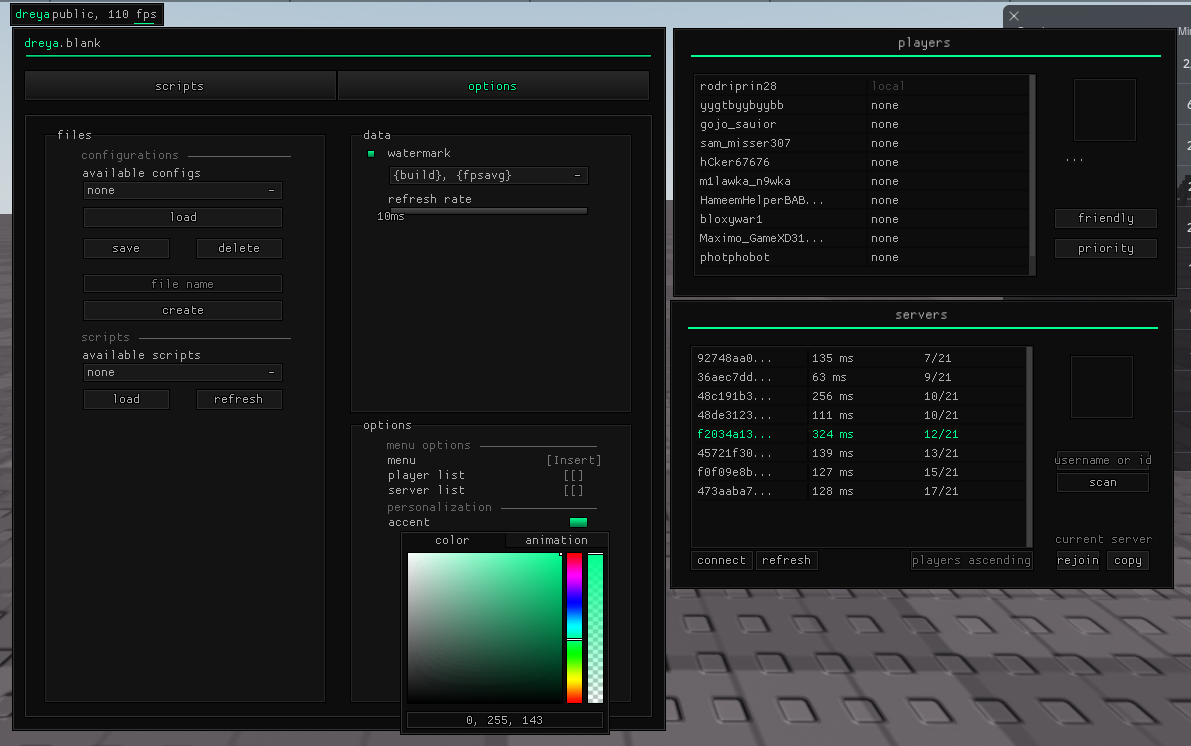 dreya public, 110 fps
dreya.blank
scripts
options
files
configurations
available configs
none -
load
save
delete
file name
create
scripts
available scripts
none -
load
refresh
data
watermark
{build}, {fpsavg} -
refresh rate
10ms
options
menu options
menu [Insert]
player list [[]
server list [[]
personalization
accent
color
animation
0, 255, 143
players
rodriprin28 local
yygtbyybyybb none
gojo_sauior none
sam_misser307 none
hCker67676 none
m1lawka_n9wka none
HameemHelperBAB... none
bloxywar1 none
Maximo_GameXD31... none
photphobot none
...
friendly
priority
servers
92748aa0... 135 ms 7/21
36aec7dd... 63 ms 9/21
48c191b3... 256 ms 10/21
48de3123... 111 ms 10/21
f2034a13... 324 ms 12/21
45721f30... 139 ms 13/21
f0f09e8b... 127 ms 15/21
473aaba7... 128 ms 17/21
username or id
scan
current server
connect
refresh
players ascending
rejoin
copy